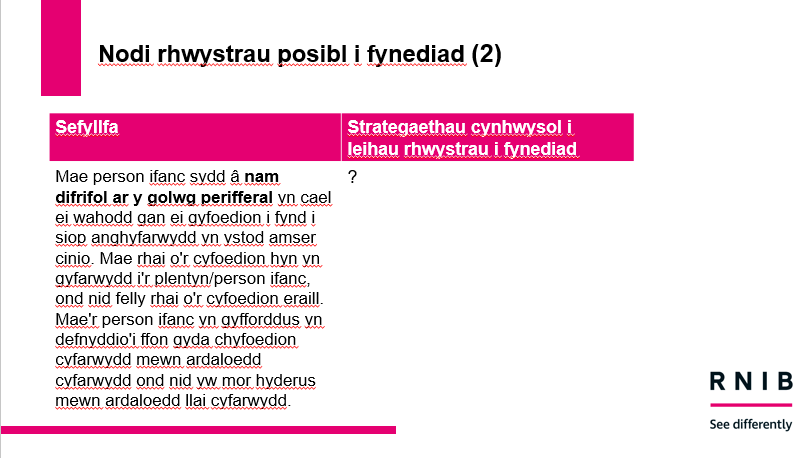 Nodi rhwystrau posibl i fynediad (2)
Sefyllfa
Strategaethau cynhwysol i
leihau rhwystrau i fynediad
Mae person ifanc sydd â nam
difrifol ar y golwg perifferal yn cael
ei wahodd gan ei gyfoedion i fynd i
siop anghyfarwydd yn ystod amser
cinio. Mae rhai o'r cyfoedion hyn yn
gyfarwydd i'r plentyn/person ifanc,
ond nid felly rhai o'r cyfoedion eraill.
Mae'r person ifanc yn gyfforddus yn
defnyddio'i ffon gyda chyfoedion
cyfarwydd mewn ardaloedd
cyfarwydd ond nid yw mor hyderus
mewn ardaloedd llai cyfarwydd.
?
RNIB
See differently